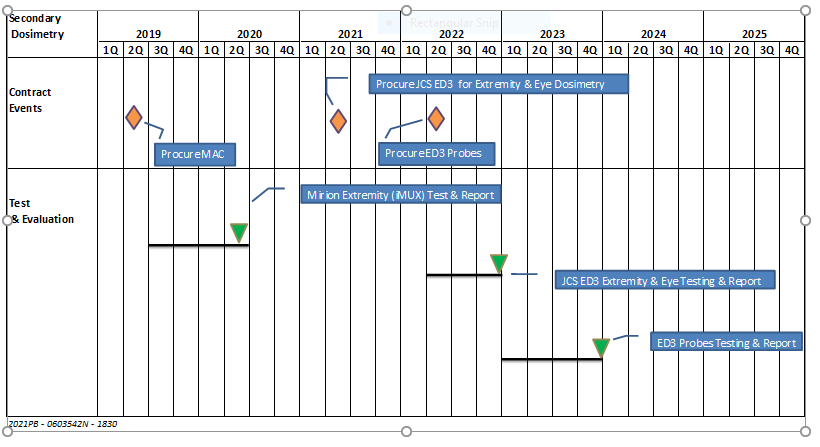 Secondary
Dosimetry
Rectangular Snip
2019 2020 2021 2022 2023 2024 2025
1Q 2Q 3Q 4Q 1Q 2Q 3Q 4Q 1Q 2Q 3Q 4Q 1Q 2Q 3Q 4Q 1Q 2Q 3Q 4Q 1Q 2Q 3Q 4Q 1Q 2Q 3Q 4Q
Contract
Events
Procure JCS ED3 for Extremity & Eye Dosimetry
Procure MAC
Procure ED3 Probes
Test
& Evaluation
Mirion Extremity (iMUX) Test & Report
JCS ED3 Extremity & Eye Testing & Report
ED3 Probes Testing & Report
2021PB - 0603542N - 1830